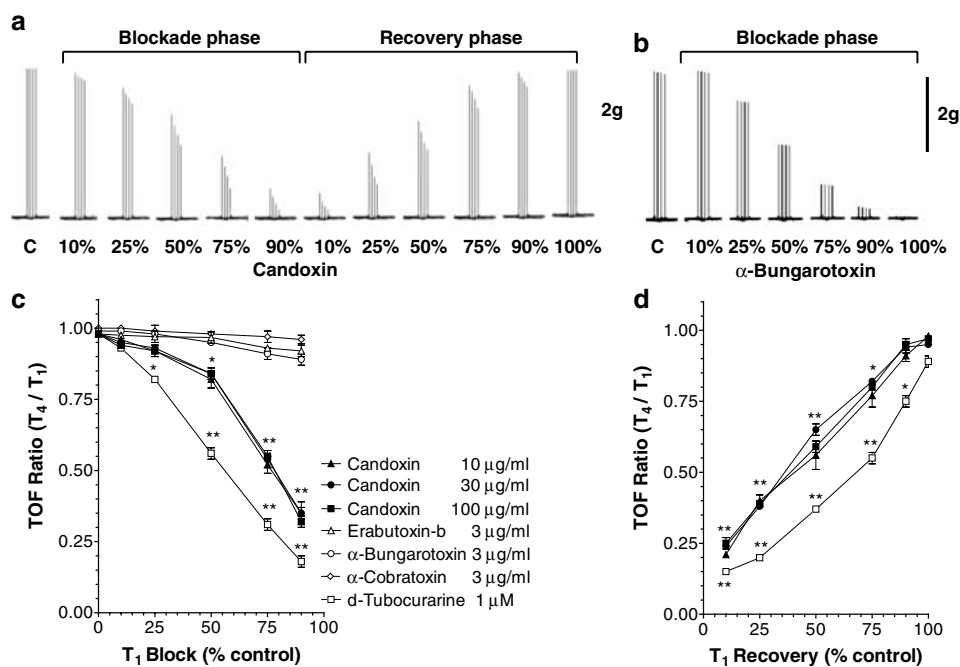 a
Blockade phase
Recovery phase
2g
C 10% 25% 50% 75% 90% 10% 25% 50% 75% 90% 100%
Candoxin
b
Blockade phase
2g
C 10% 25% 50% 75% 90% 100%
α-Bungarotoxin
c
TOF Ratio (T4 / T1)
1.00
0.75
0.50
0.25
0.00
* * ** ** ** **
0 25 50 75 100
T1 Block (% control)
Candoxin 10 μg/ml
Candoxin 30 μg/ml
Candoxin 100 μg/ml
Erabutoxin-b 3 μg/ml
α-Bungarotoxin 3 μg/ml
α-Cobratoxin 3 μg/ml
d-Tubocurarine 1 μM
d
TOF Ratio (T4 / T1)
1.00
0.75
0.50
0.25
0.00
** ** ** * ** ** ** ** *
0 25 50 75 100
T1 Recovery (% control)